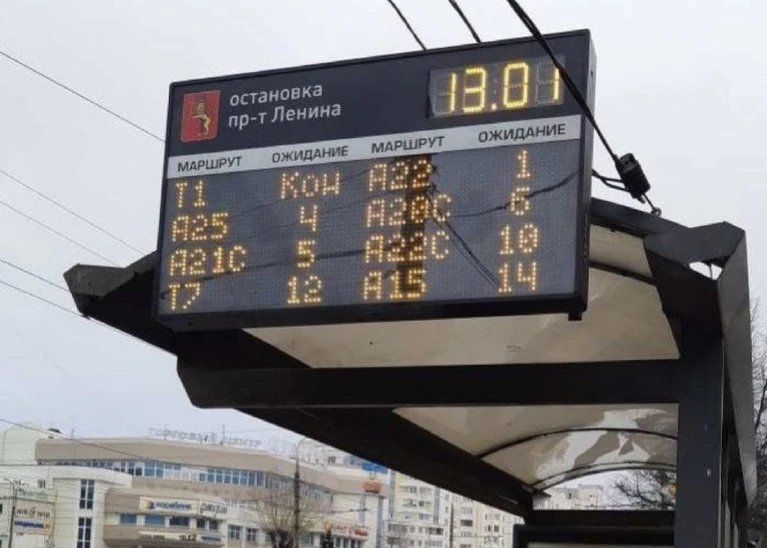 остановка
пр-т Ленина
13:01
МАРШРУТ ОЖИДАНИЕ МАРШРУТ ОЖИДАНИЕ
Т1 Кон А22 1
А25 4 А20С 6
А21С 5 А22С 10
Т7 12 А15 14
ТОРГОВЫЙ ЦЕНТР